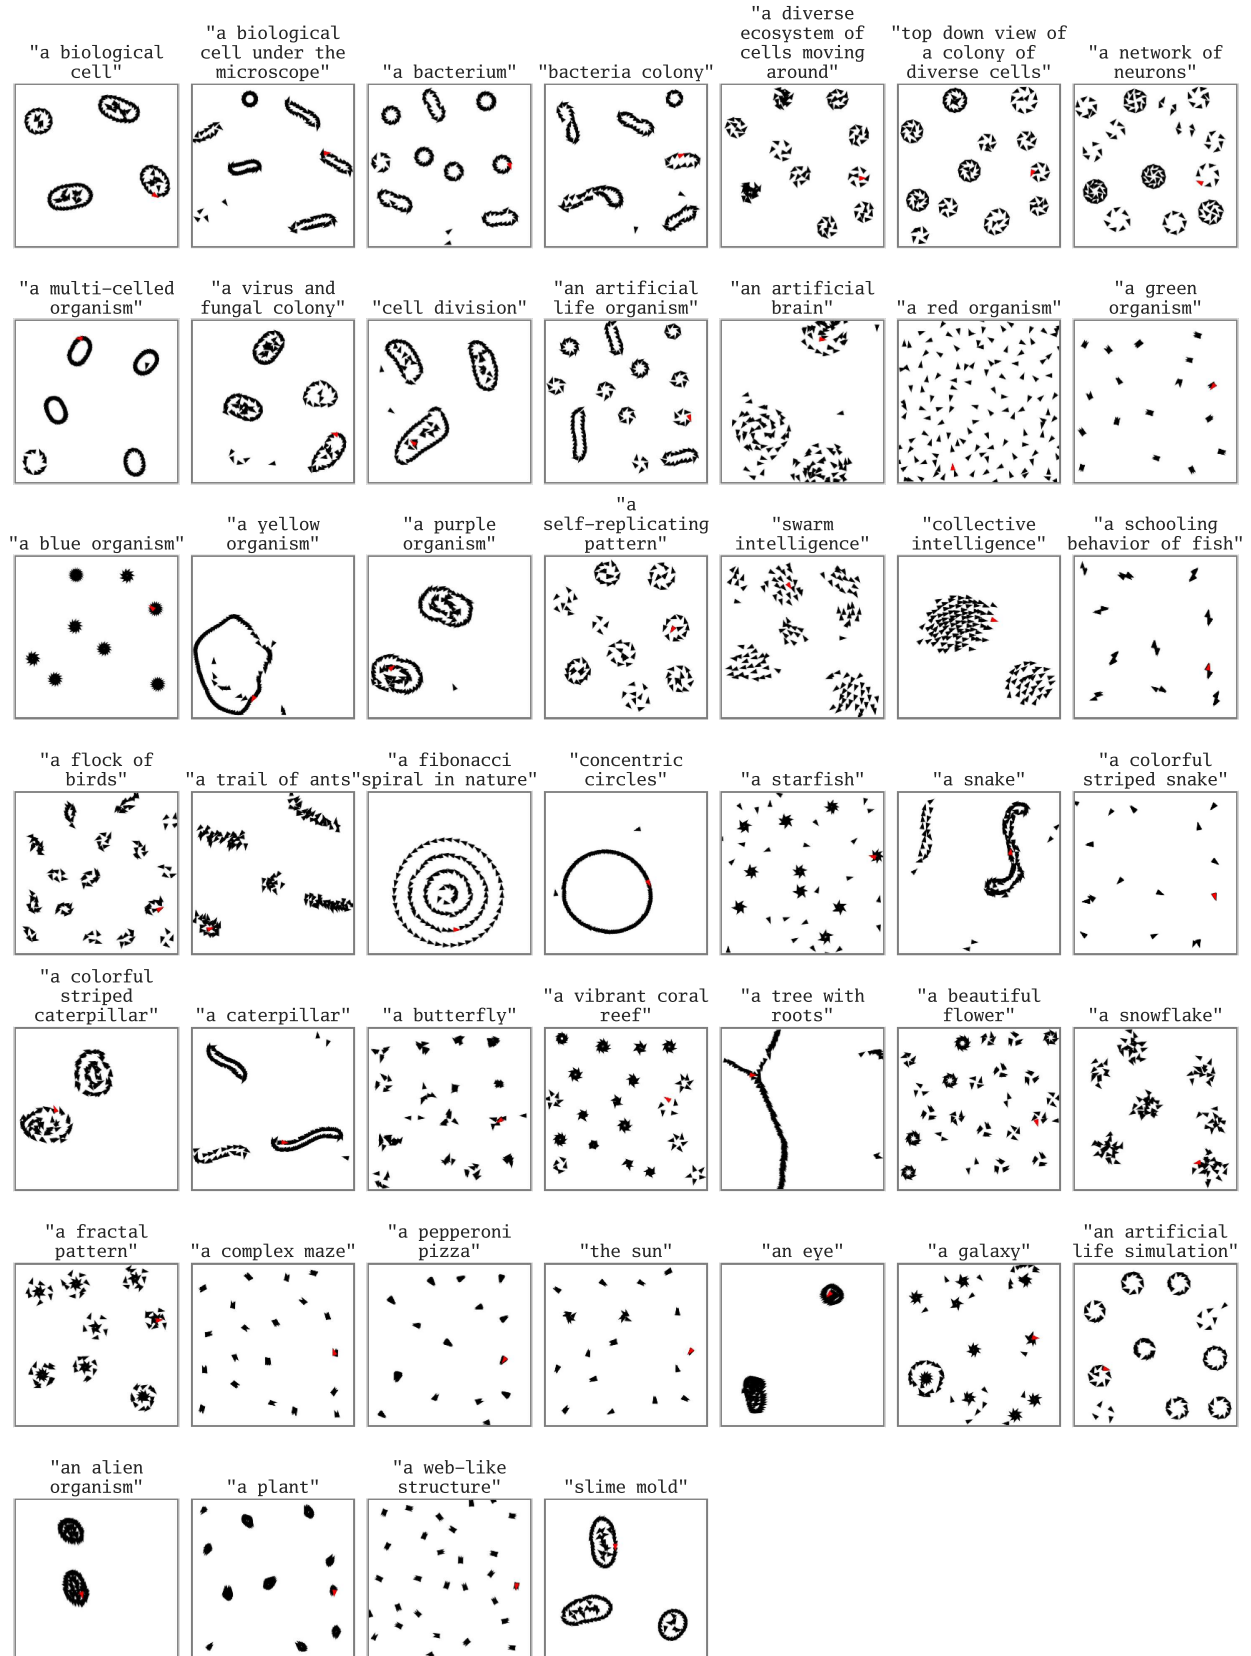 "a biological
cell"
"a biological
cell under the
microscope"
"a bacterium"
"bacteria colony"
"a diverse
ecosystem of
cells moving
around"
"top down view of
a colony of
diverse cells"
"a network of
neurons"
"a multi-celled
organism"
"a virus and
fungal colony"
"cell division"
"an artificial
life organism"
"an artificial
brain"
"a red organism"
"a green
organism"
"a blue organism"
"a yellow
organism"
"a purple
organism"
"a
self-replicating
pattern"
"swarm
intelligence"
"collective
intelligence"
"a schooling
behavior of fish"
"a flock of
birds"
"a trail of ants"
"a fibonacci
spiral in nature"
"concentric
circles"
"a starfish"
"a snake"
"a colorful
striped snake"
"a colorful
striped
caterpillar"
"a caterpillar"
"a butterfly"
"a vibrant coral
reef"
"a tree with
roots"
"a beautiful
flower"
"a snowflake"
"a fractal
pattern"
"a complex maze"
"a pepperoni
pizza"
"the sun"
"an eye"
"a galaxy"
"an artificial
life simulation"
"an alien
organism"
"a plant"
"a web-like
structure"
"slime mold"